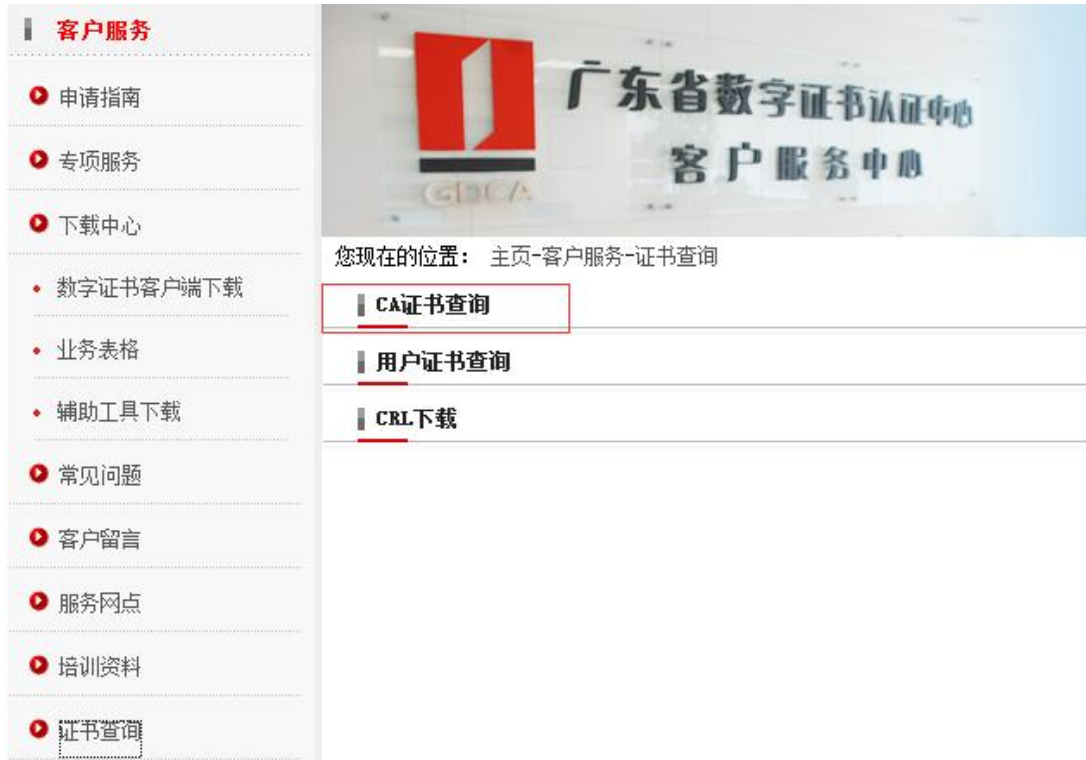 客户服务
申请指南
专项服务
下载中心
数字证书客户端下载
业务表格
辅助工具下载
常见问题
客户留言
服务网点
培训资料
证书查询
广东省数字证书认证中心
客户服务中心
GDCA
您现在的位置： 主页-客户服务-证书查询
CA证书查询
用户证书查询
CRL下载